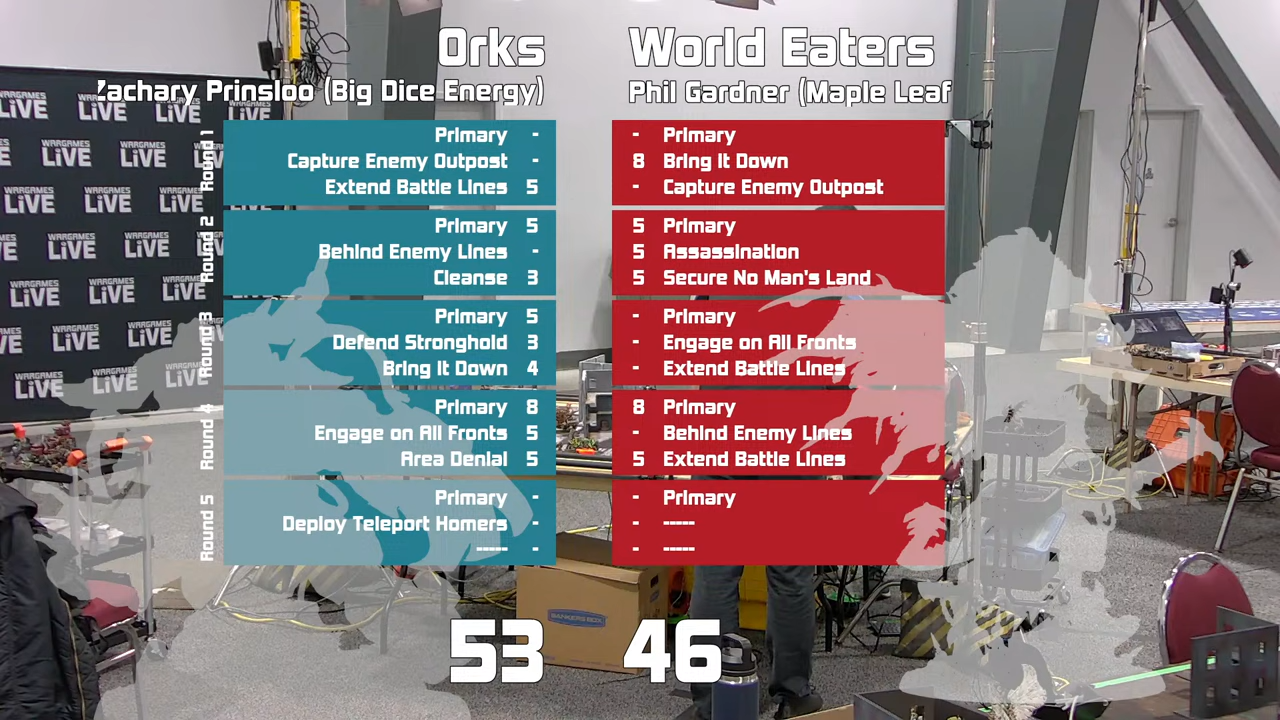 Orks
Zachary Prinsloo (Big Dice Energy)
World Eaters
Phil Gardner (Maple Leaf
Round 1
Primary -
Capture Enemy Outpost -
Extend Battle Lines 5
- Primary
8 Bring It Down
- Capture Enemy Outpost
Round 2
Primary 5
Behind Enemy Lines -
Cleanse 3
5 Primary
5 Assassination
5 Secure No Man's Land
Round 3
Primary 5
Defend Stronghold 3
Bring It Down 4
- Primary
- Engage on All Fronts
- Extend Battle Lines
Round 4
Primary 8
Engage on All Fronts 5
Area Denial 5
8 Primary
- Behind Enemy Lines
5 Extend Battle Lines
Round 5
Primary -
Deploy Teleport Homers -
----- -
- Primary
- -----
- -----
53
46
WARGAMES
LiVE
BANKERS BOX